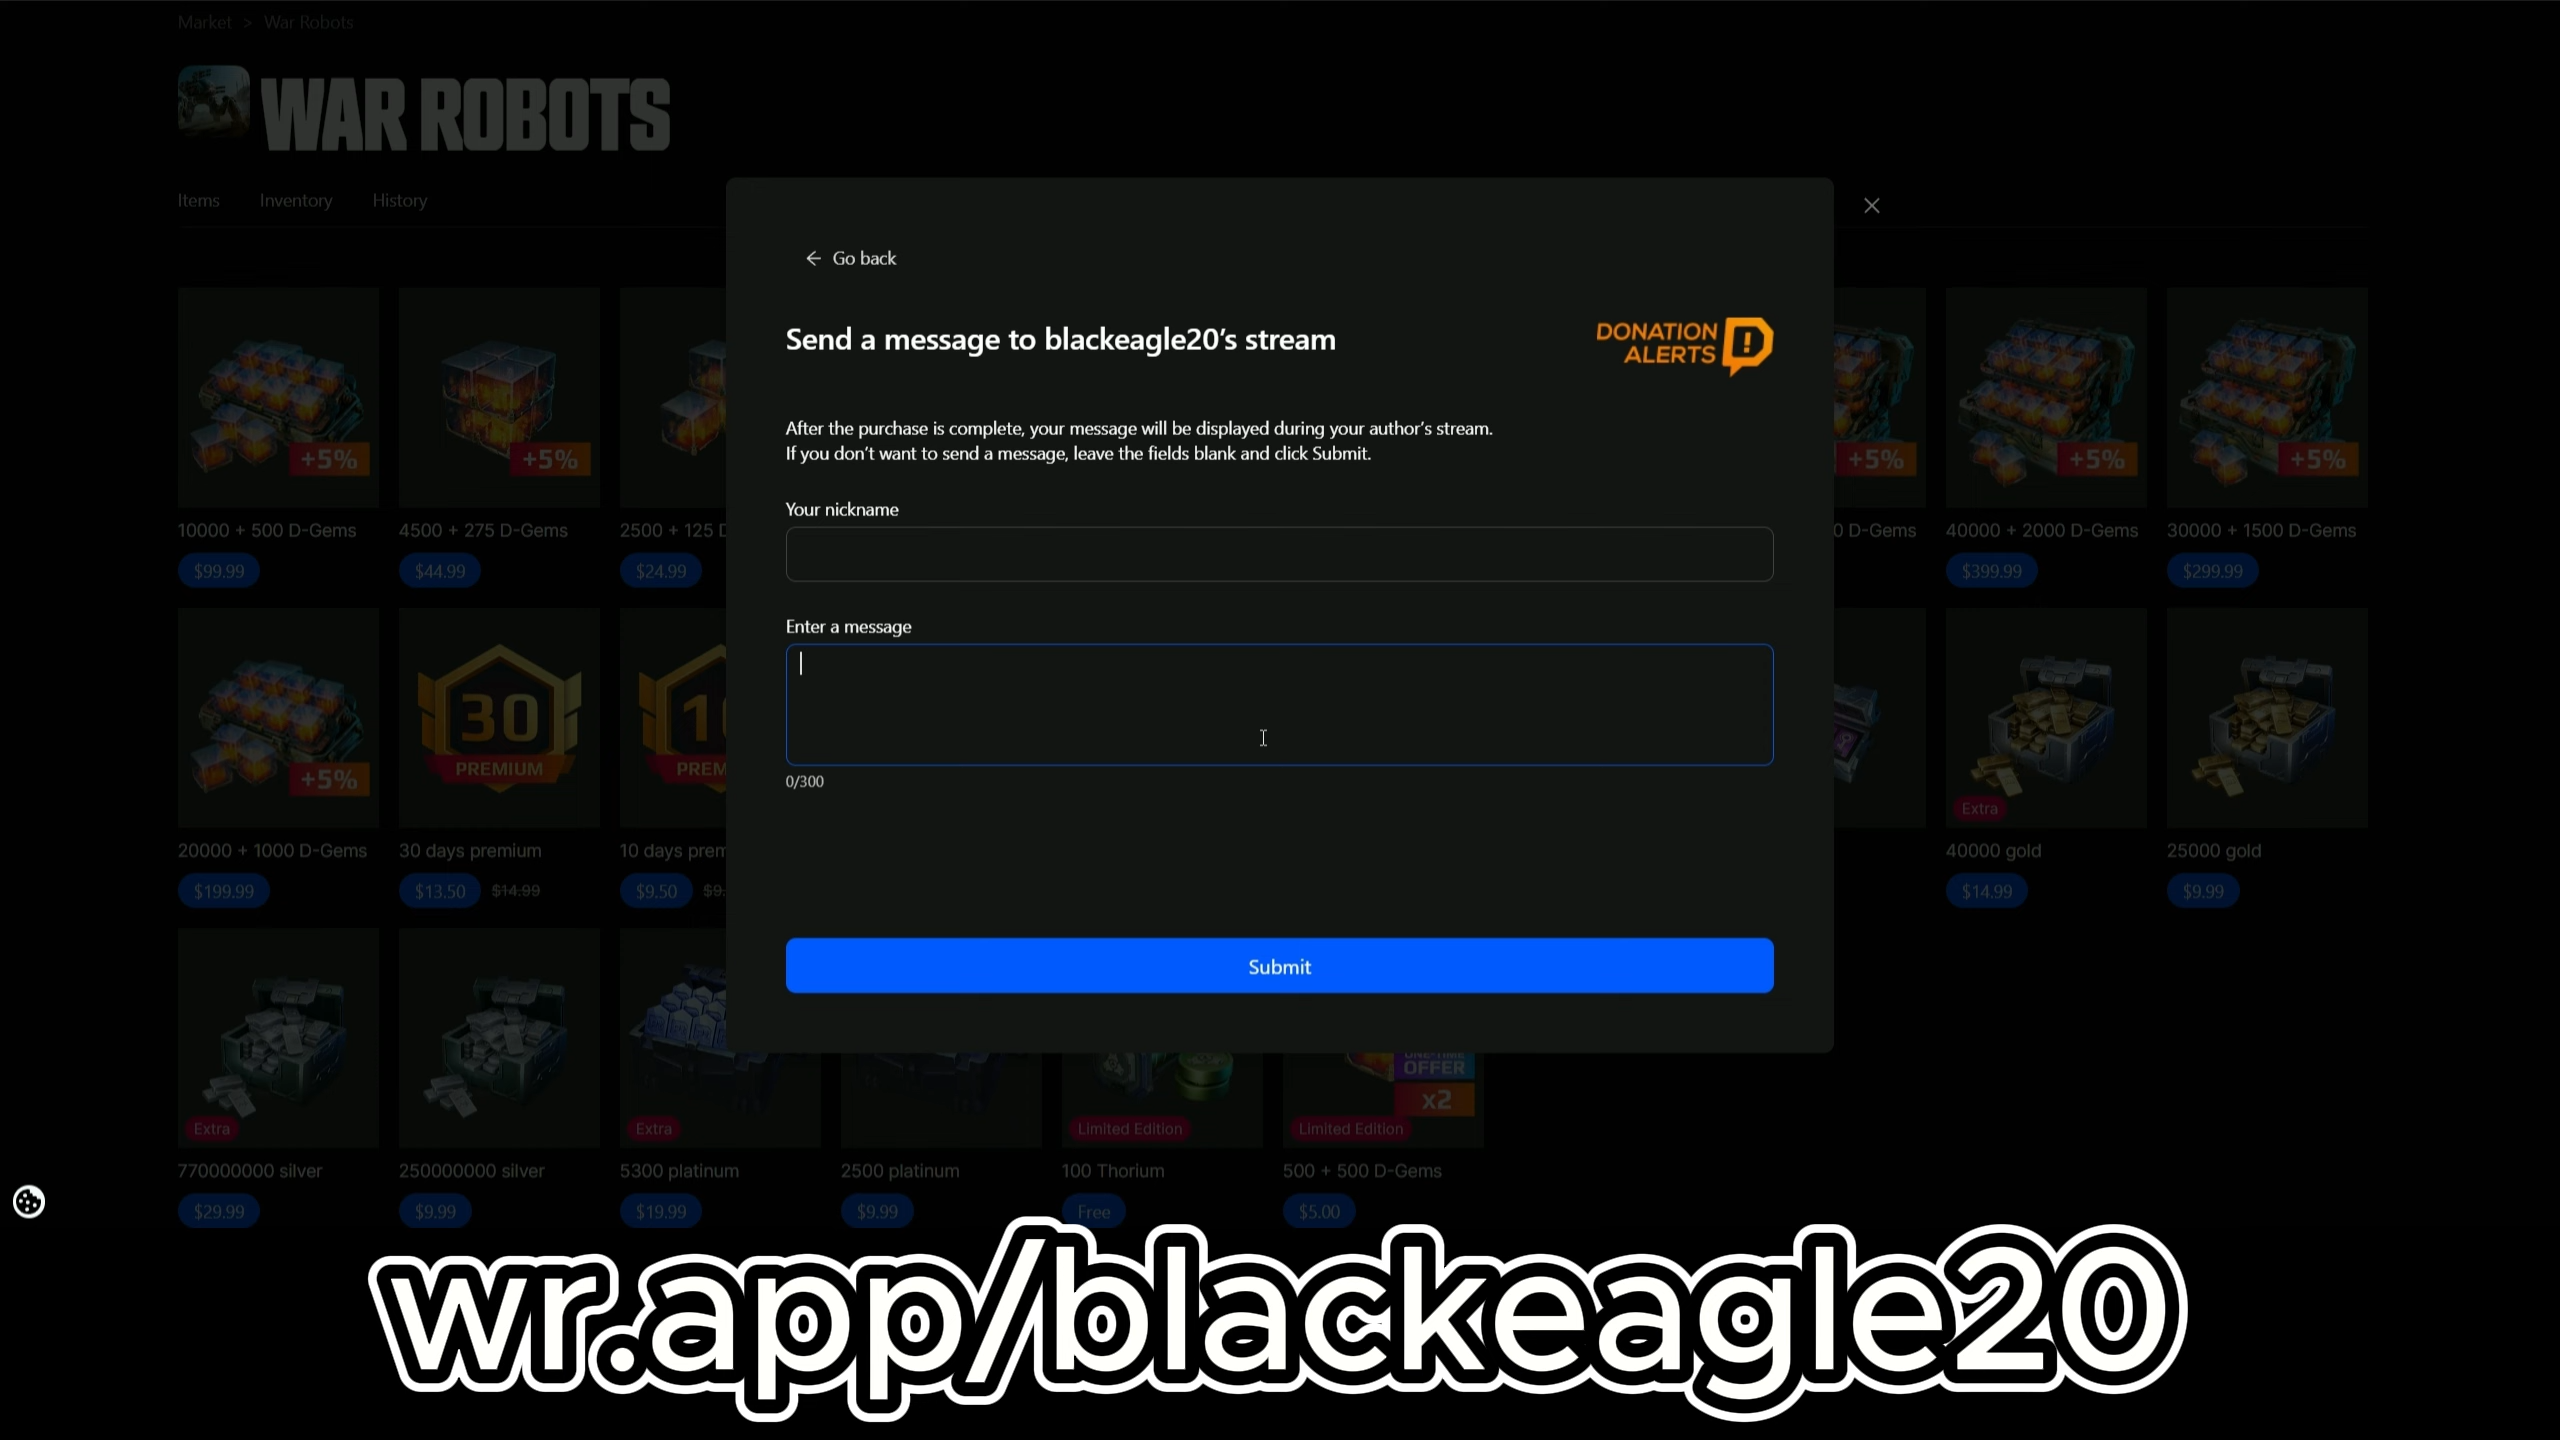 Market > War Robots
WAR ROBOTS
Items Inventory History
Go back
Send a message to blackeagle20's stream
DONATION
ALERTS
After the purchase is complete, your message will be displayed during your author's stream.
If you don't want to send a message, leave the fields blank and click Submit.
Your nickname
Enter a message
0/300
Submit
+5% +5% +5% +5% +5%
10000 + 500 D-Gems 4500 + 275 D-Gems 2500 + 125 0 D-Gems 40000 + 2000 D-Gems 30000 + 1500 D-Gems
$99.99 $44.99 $24.99 $399.99 $299.99
+5% 30 PREMIUM Extra
20000 + 1000 D-Gems 30 days premium 10 days 40000 gold 25000 gold
$199.99 $13.50 $14.99 $9.50 $14.99 $9.99
OFFER
x2
Extra Extra Limited Edition Limited Edition
770000000 silver 250000000 silver 5300 platinum 2500 platinum 100 Thorium 500 + 500 D-Gems
$29.99 $9.99 $19.99 $9.99 Free $5.00
wr.app/blackeagle20